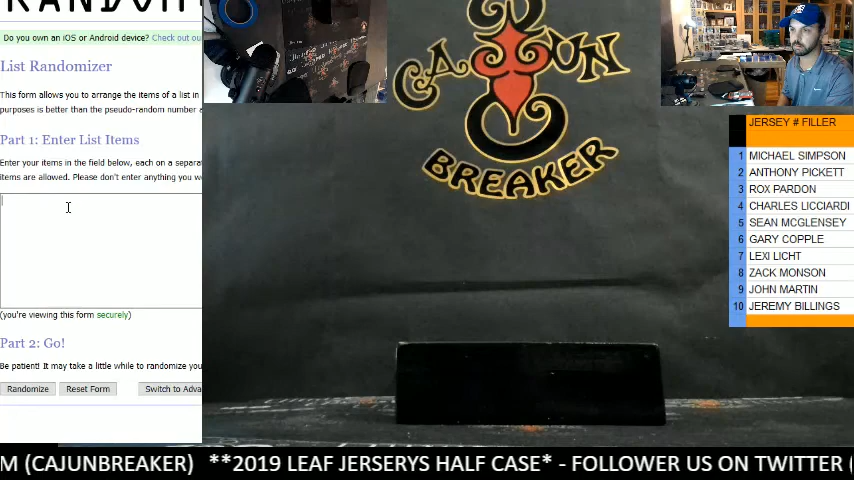 RANDOM
Do you own an iOS or Android device? Check out ou
List Randomizer
This form allows you to arrange the items of a list in
purposes is better than the pseudo-random number a
Part 1: Enter List Items
Enter your items in the field below, each on a separat
items are allowed. Please don't enter anything you w
(you're viewing this form securely)
Part 2: Go!
Be patient! It may take a little while to randomize you
Randomize Reset Form Switch to Adva
CAJUN
BREAKER
JERSEY # FILLER
1 MICHAEL SIMPSON
2 ANTHONY PICKETT
3 ROX PARDON
4 CHARLES LICCIARDI
5 SEAN MCGLENSEY
6 GARY COPPLE
7 LEXI LICHT
8 ZACK MONSON
9 JOHN MARTIN
10 JEREMY BILLINGS
M (CAJUNBREAKER) **2019 LEAF JERSERYS HALF CASE* - FOLLOWER US ON TWITTER (